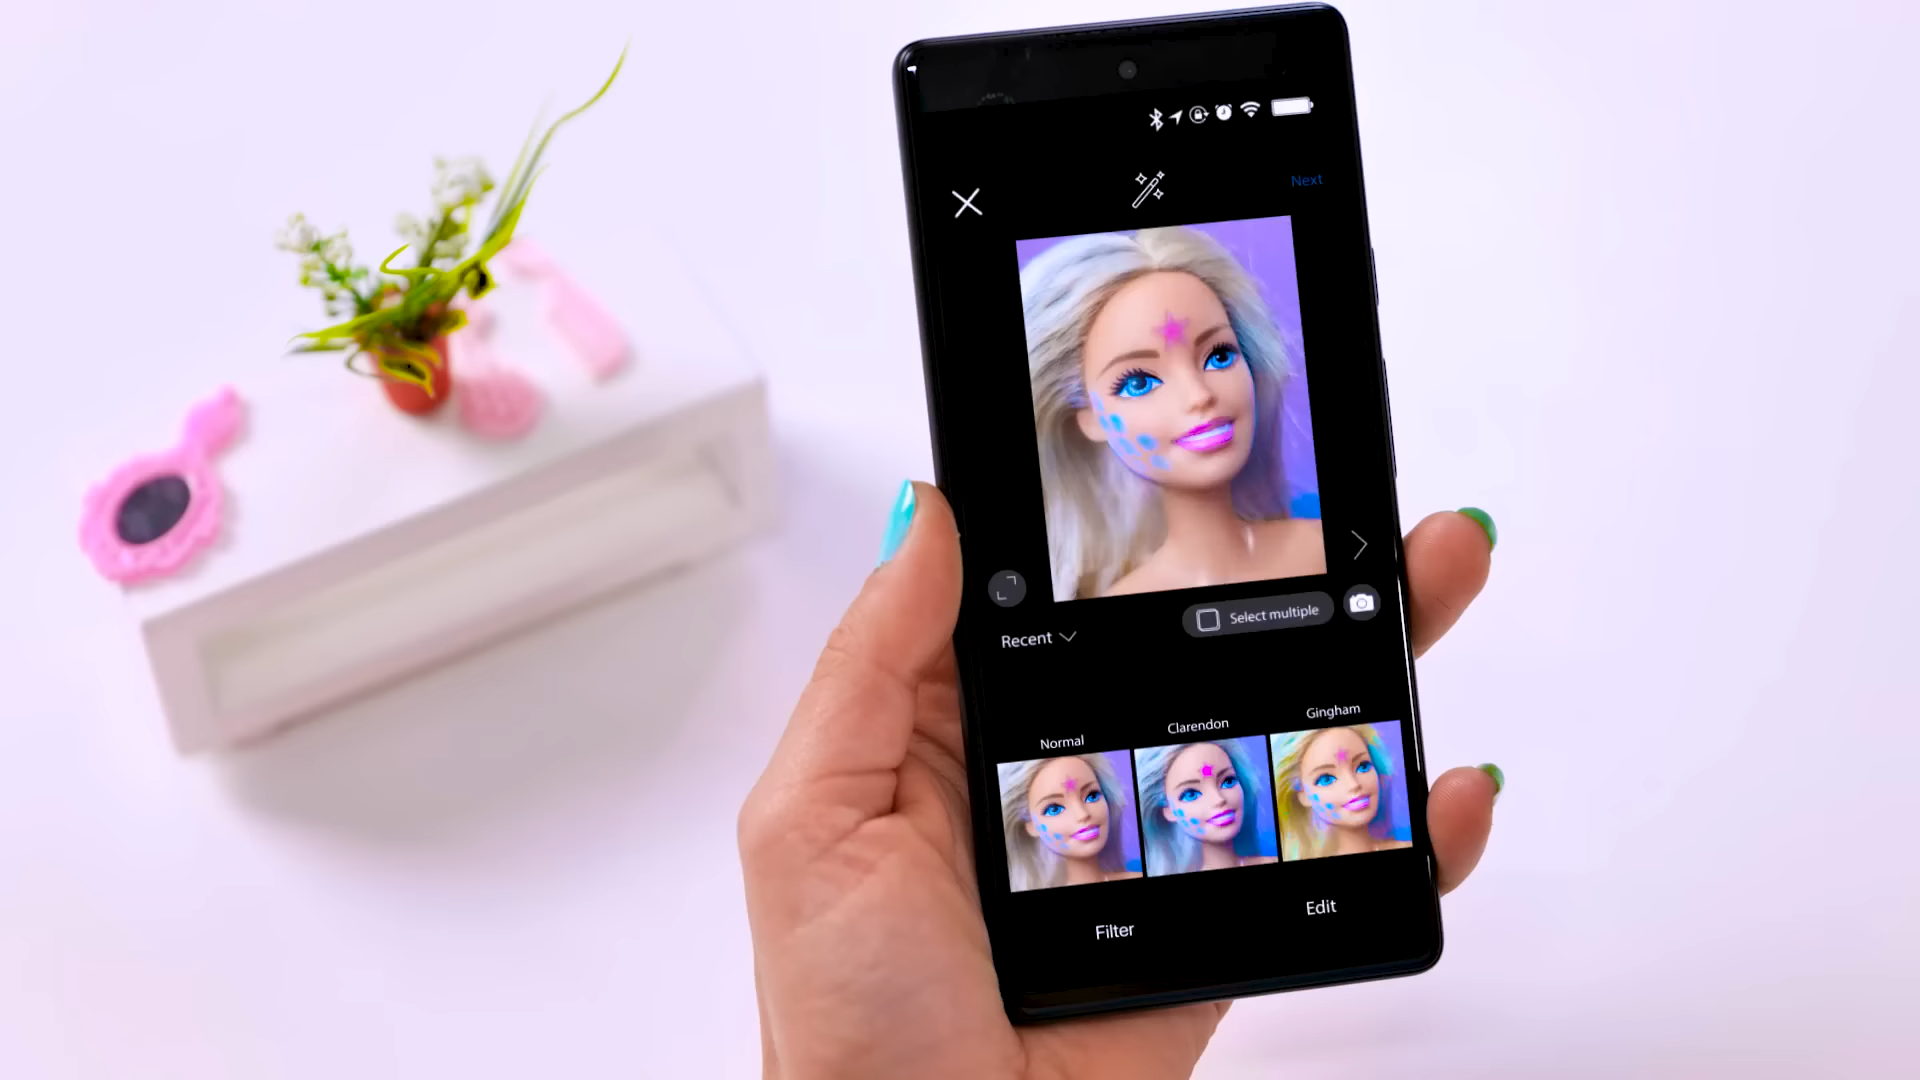 Next
Select multiple
Recent
Normal
Clarendon
Gingham
Filter
Edit